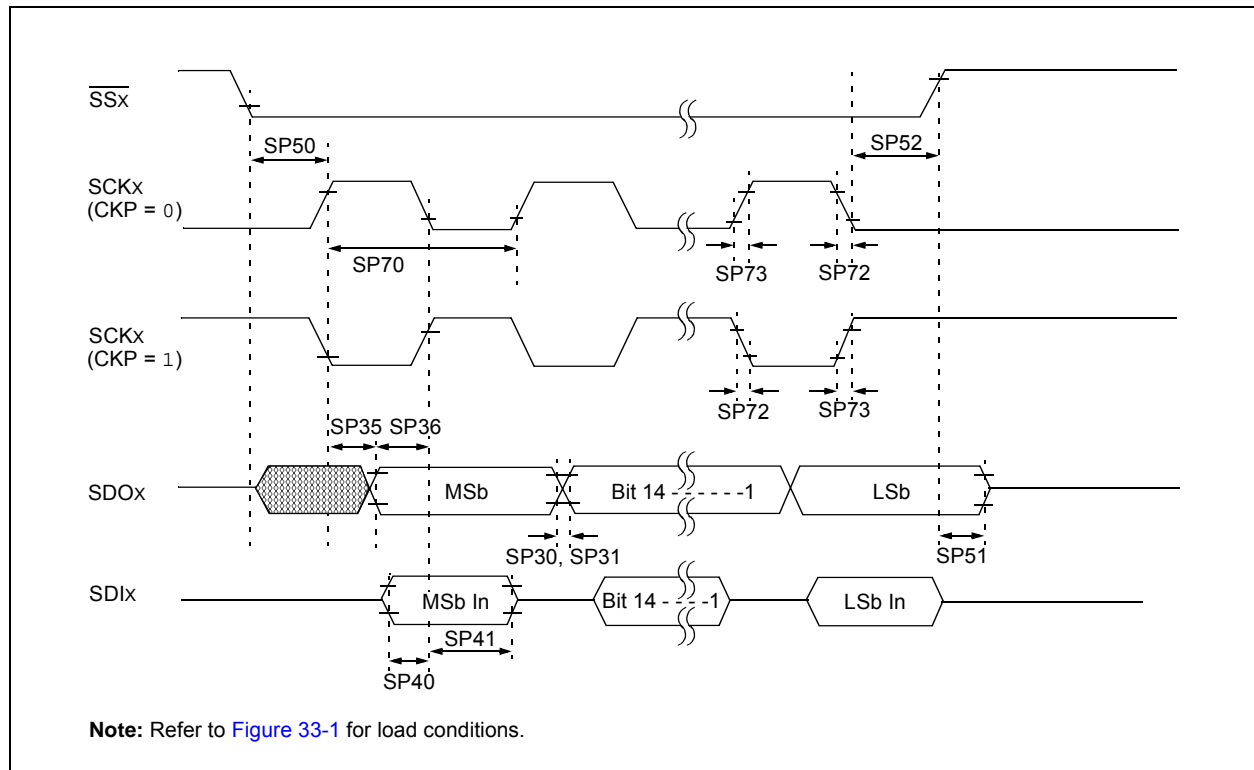 SSx
SP50
SP52
SCKx
(CKP = 0)
SP70
SP73
SP72
SCKx
(CKP = 1)
SP72
SP73
SP35
SP36
SDOx
MSb
Bit 14 - - - - - -1
LSb
SP30, SP31
SP51
SDIx
MSb In
Bit 14 - - - -1
LSb In
SP41
SP40
Note: Refer to Figure 33-1 for load conditions.